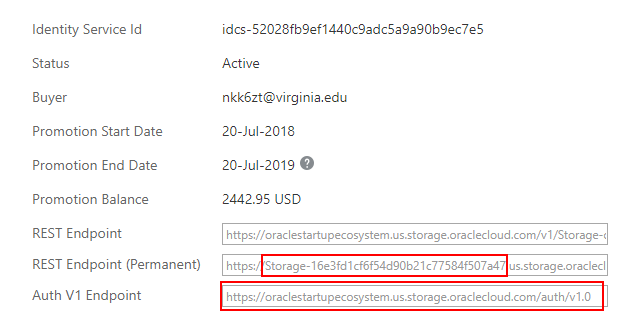 Identity Service Id idcs-52028fb9ef1440c9adc5a9a90b9ec7e5
Status Active
Buyer nkk6zt@virginia.edu
Promotion Start Date 20-Jul-2018
Promotion End Date 20-Jul-2019 ?
Promotion Balance 2442.95 USD
REST Endpoint https://oraclestartupecosystem.us.storage.oraclecloud.com/v1/Storage-
REST Endpoint (Permanent) https://Storage-16e3fd1cf6f54d90b21c77584f507a47.us.storage.oraclecl
Auth V1 Endpoint https://oraclestartupecosystem.us.storage.oraclecloud.com/auth/v1.0